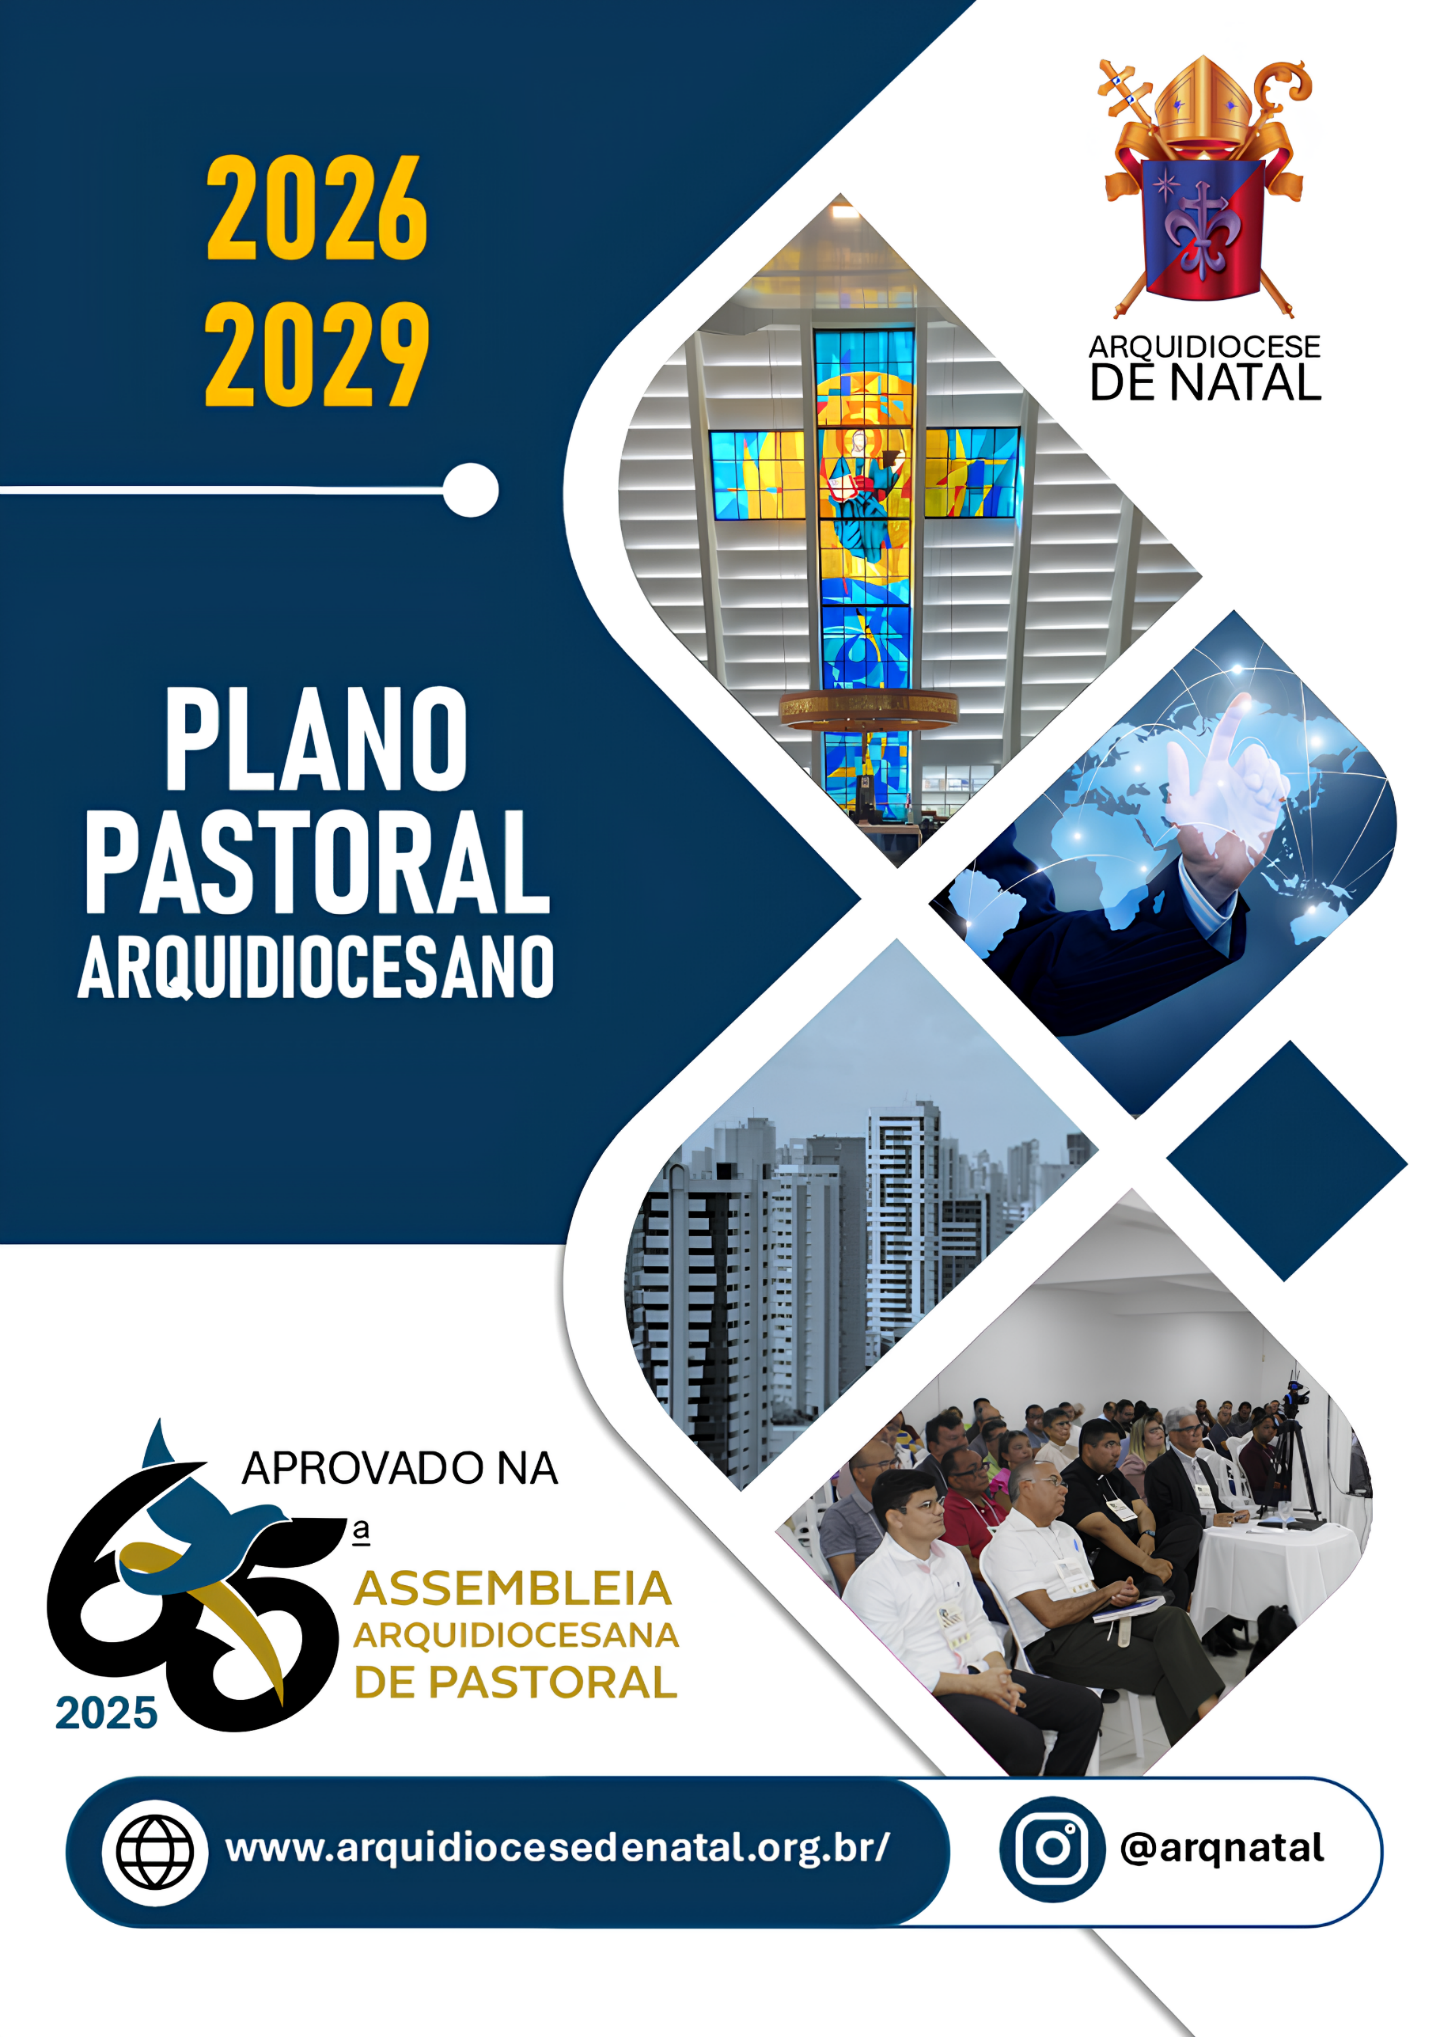 2026
2029
ARQUIDIOCESE
DE NATAL
PLANO
PASTORAL
ARQUIDIOCESANO
APROVADO NA
65ª
ASSEMBLEIA
ARQUIDIOCESANA
DE PASTORAL
2025
www.arquidiocesedenatal.org.br/
@arqnatal